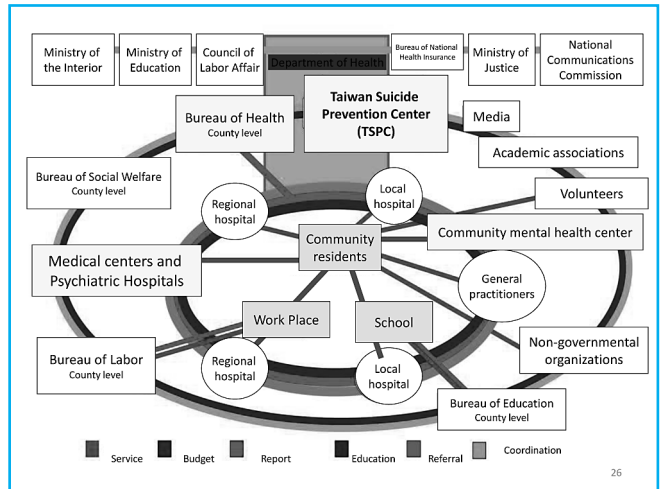 Ministry of
the Interior
Ministry of
Education
Council of
Labor Affair
Department of Health
Bureau of National
Health Insurance
Ministry of
Justice
National
Communications
Commission
Taiwan Suicide
Prevention Center
(TSPC)
Bureau of Health
County level
Media
Academic associations
Bureau of Social Welfare
County level
Regional
hospital
Local
hospital
Volunteers
Community
residents
Community mental health center
Medical centers and
Psychiatric Hospitals
General
practitioners
Work Place
School
Bureau of Labor
County level
Regional
hospital
Local
hospital
Non-governmental
organizations
Bureau of Education
County level
Service
Budget
Report
Education
Referral
Coordination
26